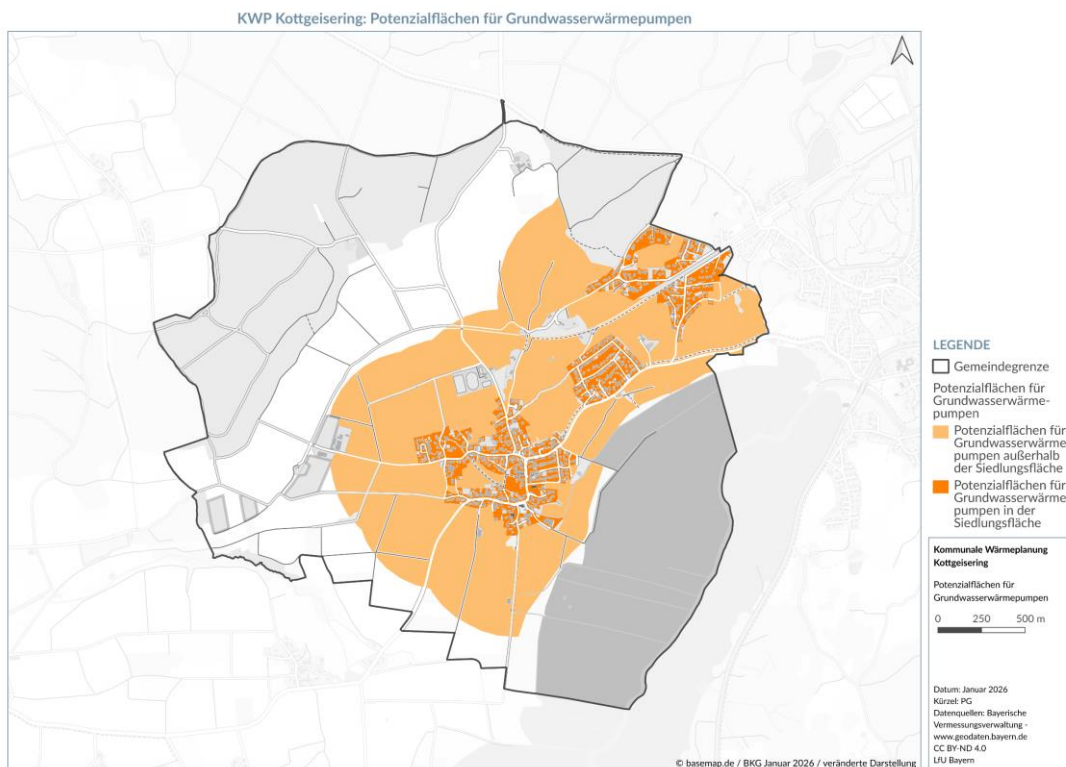 KWP Kottgeisering: Potenzialflächen für Grundwasserwärmepumpen
LEGENDE
Gemeindegrenze
Potenzialflächen für
Grundwasserwärme-
pumpen
Potenzialflächen für
Grundwasserwärme
pumpen außerhalb
der Siedlungsfläche
Potenzialflächen für
Grundwasserwärme
pumpen in der
Siedlungsfläche
Kommunale Wärmeplanung
Kottgeisering
Potenzialflächen für
Grundwasserwärmepumpen
0 250 500 m
Datum: Januar 2026
Kürzel: PG
Datenquellen: Bayerische
Vermessungsverwaltung -
www.geodaten.bayern.de
CC BY-ND 4.0
LfU Bayern
© basemap.de / BKG Januar 2026 / veränderte Darstellung